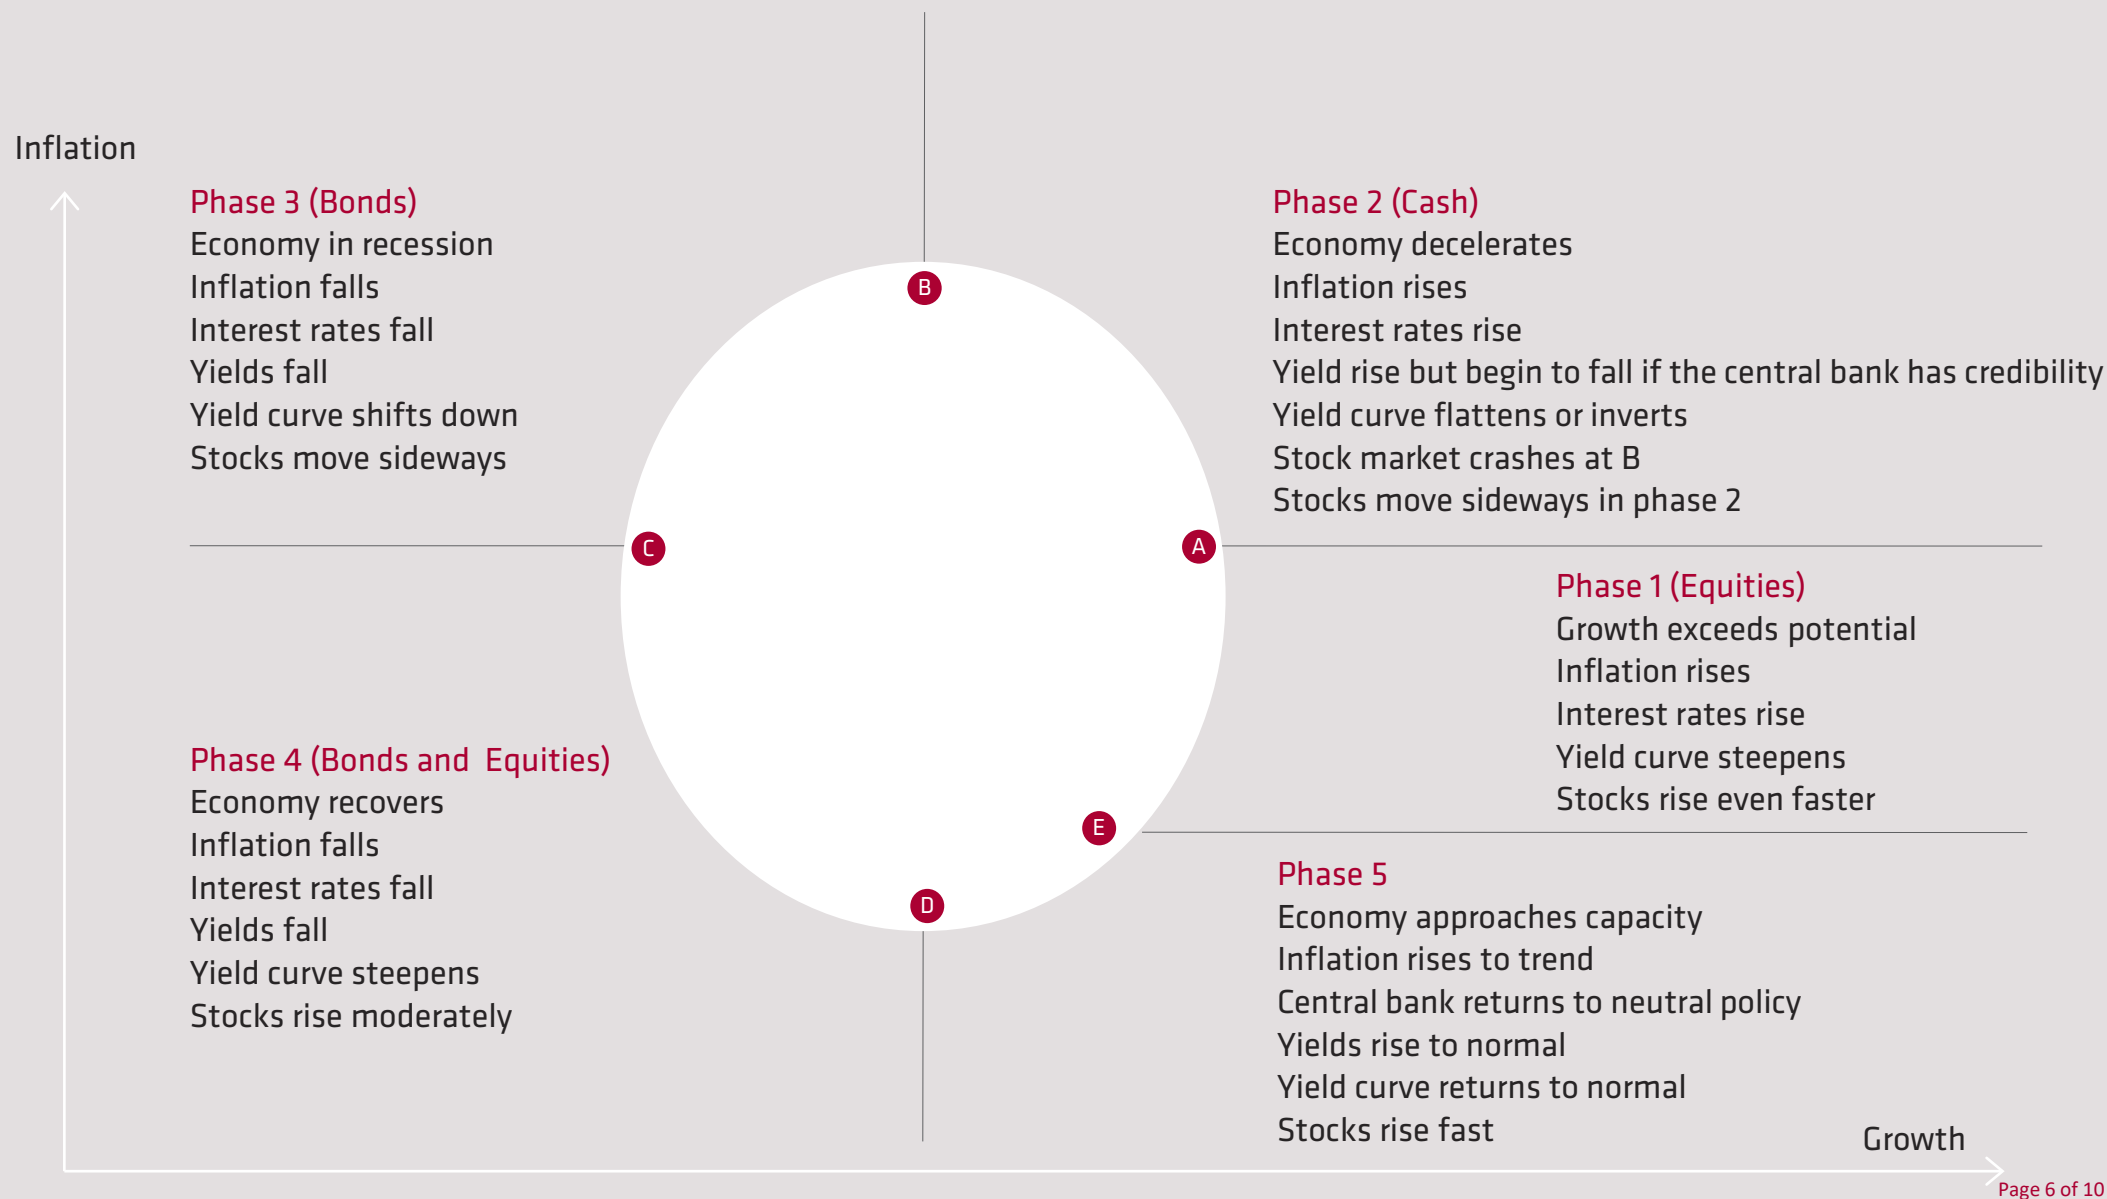 Inflation
Phase 3 (Bonds)
Economy in recession
Inflation falls
Interest rates fall
Yields fall
Yield curve shifts down
Stocks move sideways
Phase 2 (Cash)
Economy decelerates
Inflation rises
Interest rates rise
Yield rise but begin to fall if the central bank has credibility
Yield curve flattens or inverts
Stock market crashes at B
Stocks move sideways in phase 2
B
C
A
Phase 1 (Equities)
Growth exceeds potential
Inflation rises
Interest rates rise
Yield curve steepens
Stocks rise even faster
Phase 4 (Bonds and  Equities)
Economy recovers
Inflation falls
Interest rates fall
Yields fall
Yield curve steepens
Stocks rise moderately
E
D
Phase 5
Economy approaches capacity
Inflation rises to trend
Central bank returns to neutral policy
Yields rise to normal
Yield curve returns to normal
Stocks rise fast
Growth
Page 6 of 10